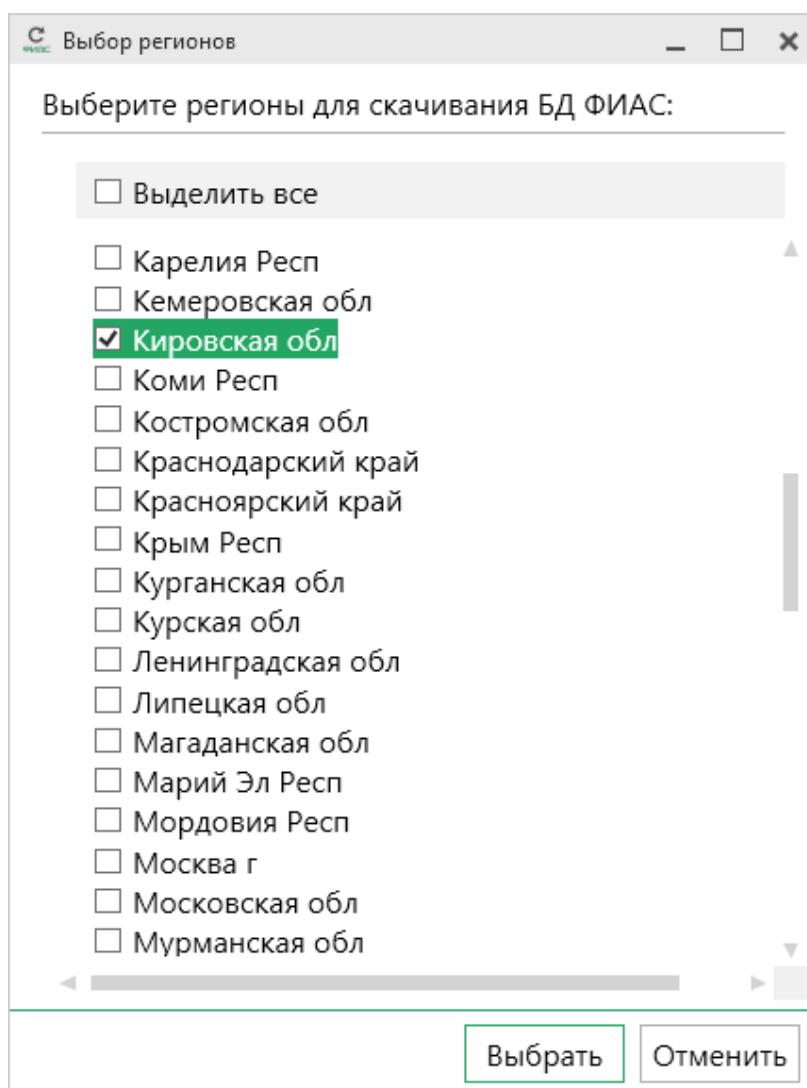 ФИАС Выбор регионов
Выберите регионы для скачивания БД ФИАС:
Выделить все
Карелия Респ
Кемеровская обл
Кировская обл
Коми Респ
Костромская обл
Краснодарский край
Красноярский край
Крым Респ
Курганская обл
Курская обл
Ленинградская обл
Липецкая обл
Магаданская обл
Марий Эл Респ
Мордовия Респ
Москва г
Московская обл
Мурманская обл
Выбрать Отменить